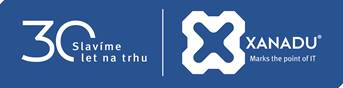 30 Slavíme
let na trhu
XANADU®
Marks the point of IT